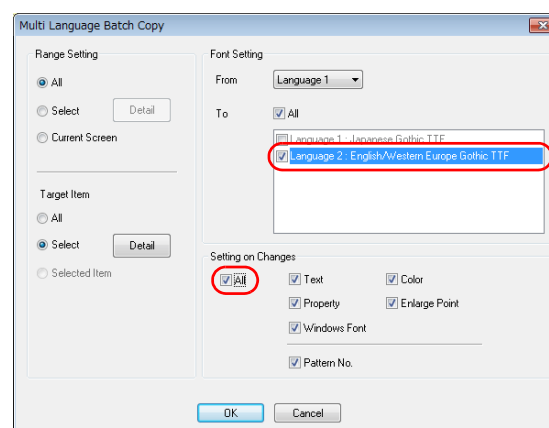 Multi Language Batch Copy
Range Setting
All
Select Detail
Current Screen
Target Item
All
Select Detail
Selected Item
Font Setting
From Language 1
To All
Language 1 : Japanese Gothic TTF
Language 2 : English/Western Europe Gothic TTF
Setting on Changes
All Text Color
Property Enlarge Point
Windows Font
Pattern No.
OK Cancel